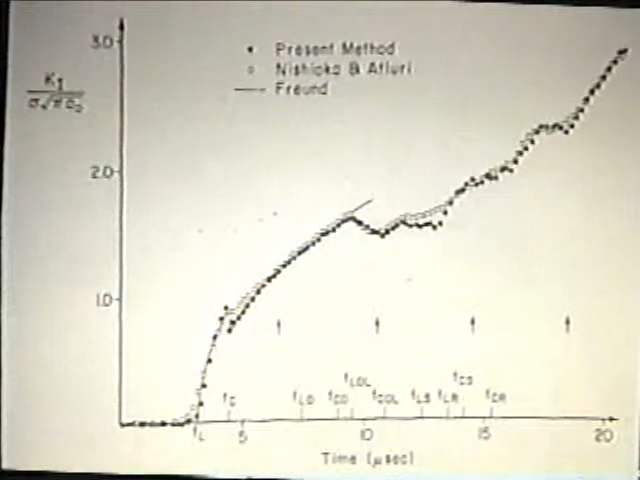 3.0
Present Method
Nishioka & Atluri
Freund
K1
σ√πa0
2.0
1.0
tLDL
tCS
tC
tLD
tCD
tCDL
tLS
tLR
tCR
tL
5
10
15
20
Time (μsec)